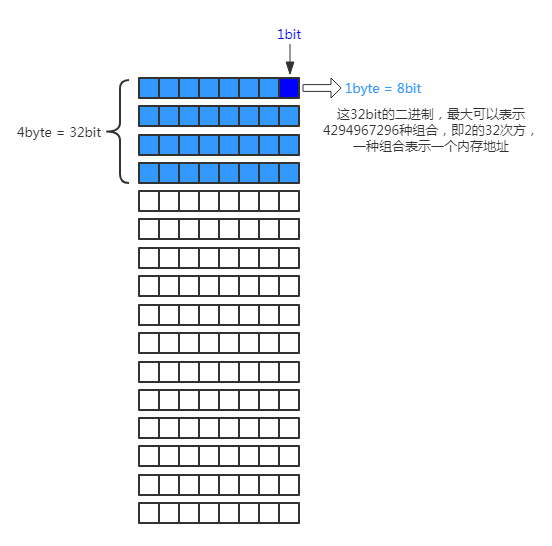 1bit
1byte = 8bit
这32bit的二进制，最大可以表示
4294967296种组合，即2的32次方，
一种组合表示一个内存地址
4byte = 32bit